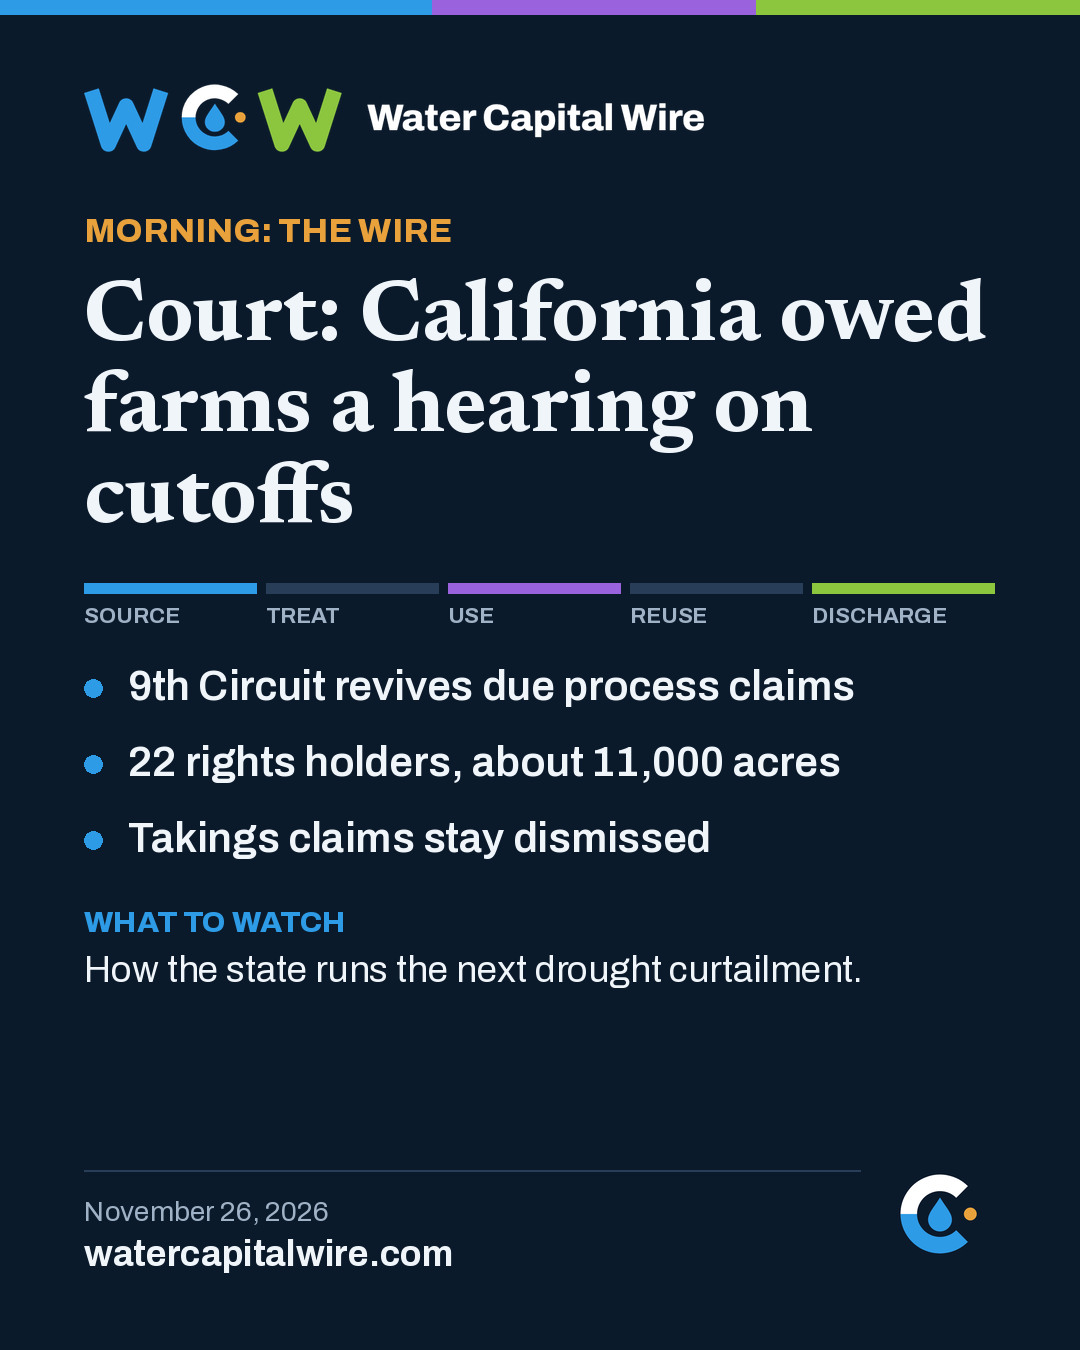 WCW Water Capital Wire
MORNING: THE WIRE
Court: California owed
farms a hearing on
cutoffs
SOURCE TREAT USE REUSE DISCHARGE
9th Circuit revives due process claims
22 rights holders, about 11,000 acres
Takings claims stay dismissed
WHAT TO WATCH
How the state runs the next drought curtailment.
November 26, 2026
watercapitalwire.com